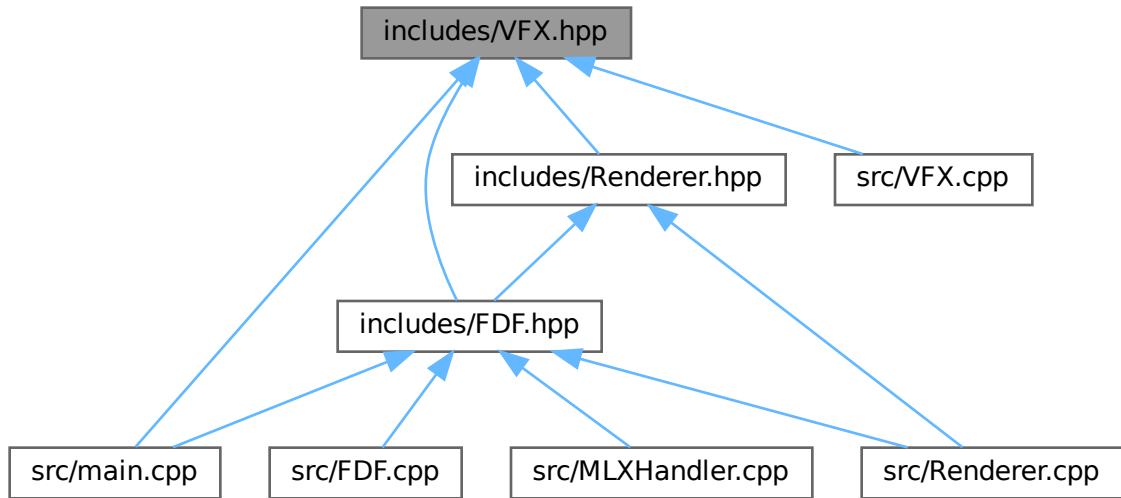 includes/VFX.hpp
includes/Renderer.hpp
src/VFX.cpp
includes/FDF.hpp
src/main.cpp
src/FDF.cpp
src/MLXHandler.cpp
src/Renderer.cpp